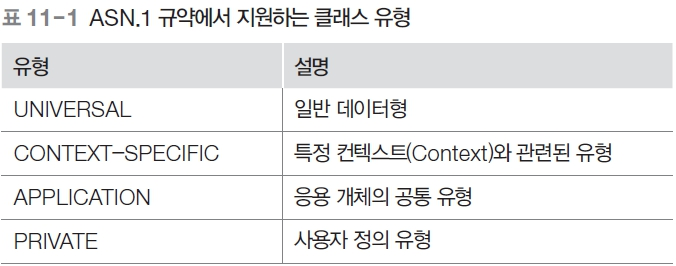 표 11-1 ASN.1 규약에서 지원하는 클래스 유형
유형 설명
UNIVERSAL 일반 데이터형
CONTEXT-SPECIFIC 특정 컨텍스트(Context)와 관련된 유형
APPLICATION 응용 개체의 공통 유형
PRIVATE 사용자 정의 유형